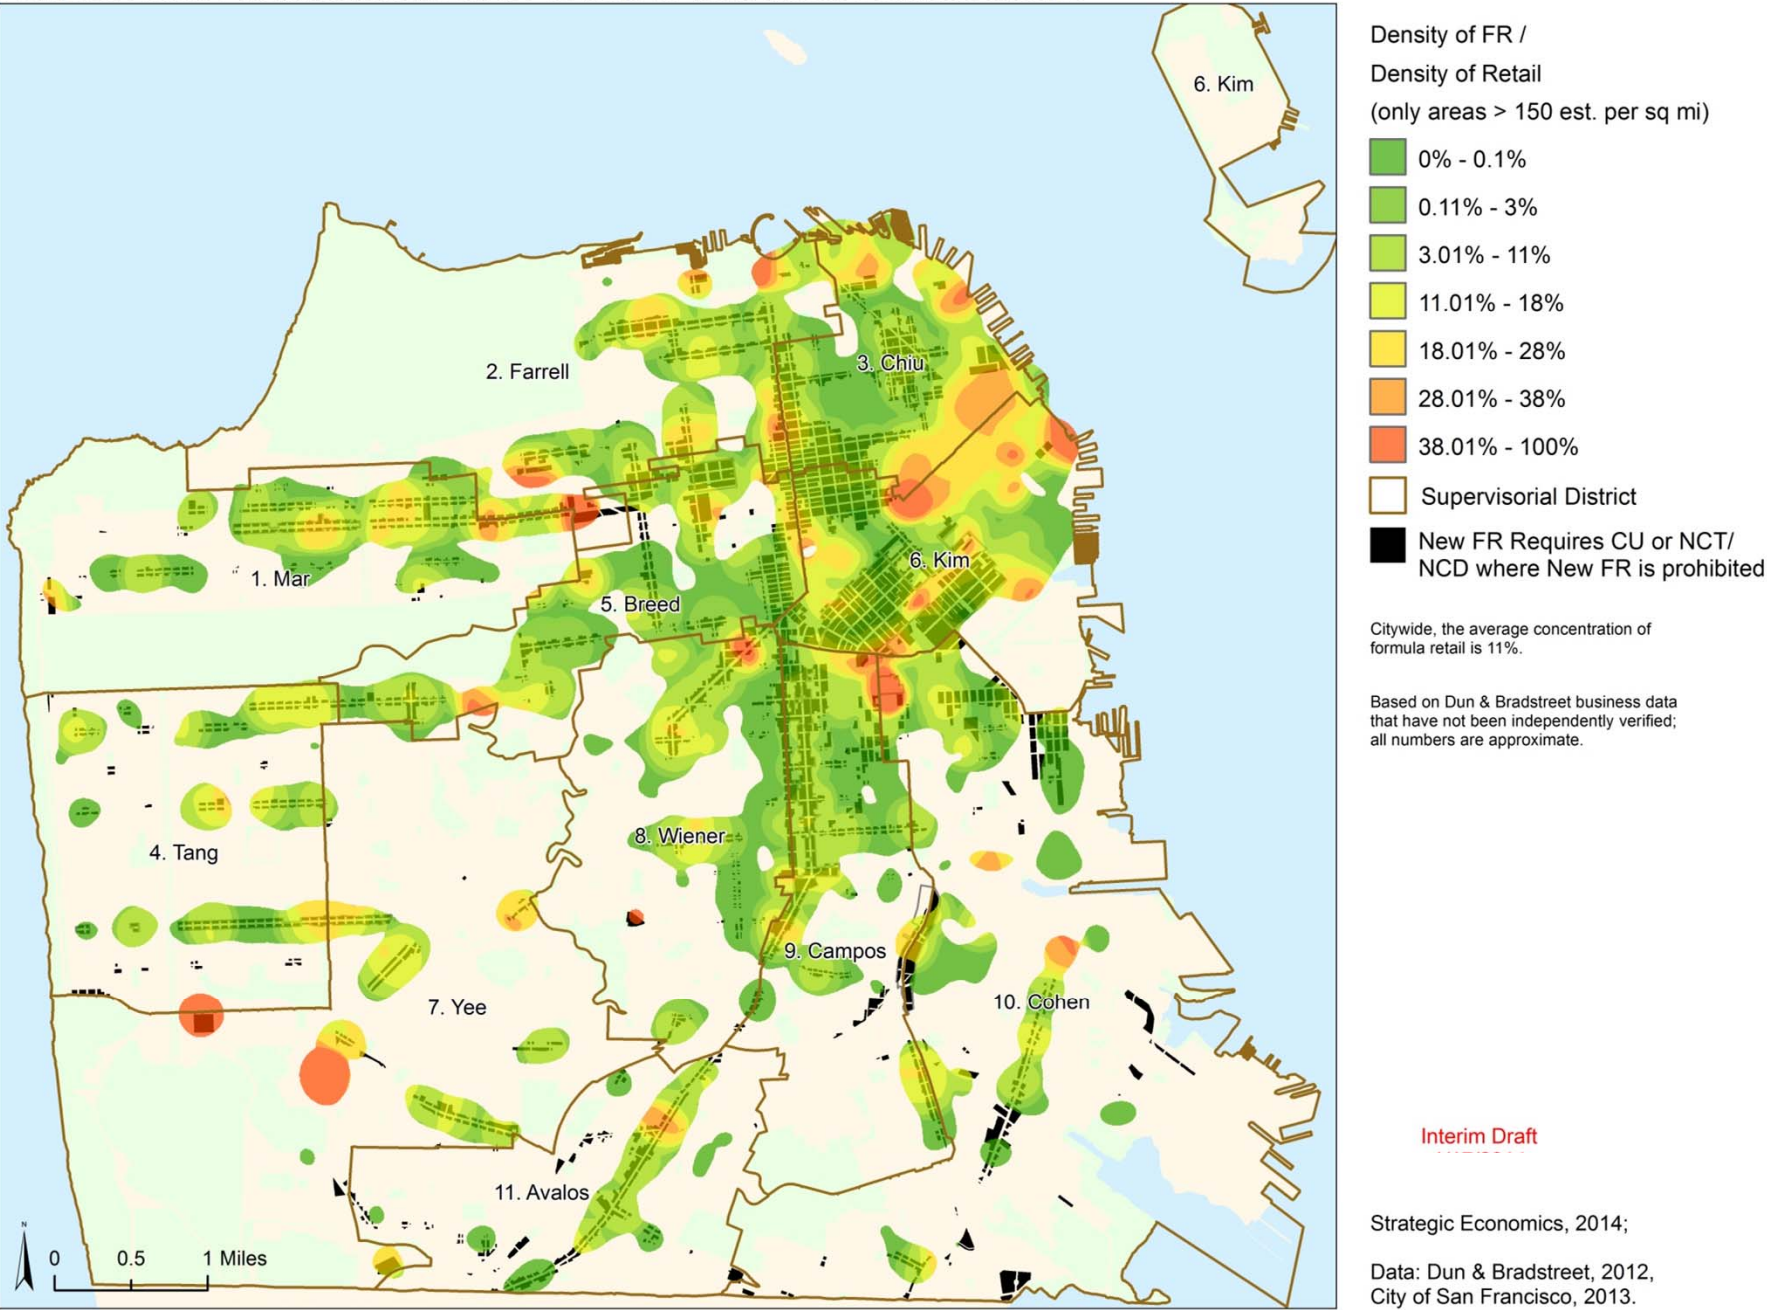 6. Kim
2. Farrell
3. Chiu
1. Mar
6. Kim
5. Breed
8. Wiener
4. Tang
9. Campos
7. Yee
10. Cohen
11. Avalos
N
0 0.5 1 Miles
Density of FR /
Density of Retail
(only areas > 150 est. per sq mi)
0% - 0.1%
0.11% - 3%
3.01% - 11%
11.01% - 18%
18.01% - 28%
28.01% - 38%
38.01% - 100%
Supervisorial District
New FR Requires CU or NCT/
NCD where New FR is prohibited
Citywide, the average concentration of
formula retail is 11%.
Based on Dun & Bradstreet business data
that have not been independently verified;
all numbers are approximate.
Interim Draft
Strategic Economics, 2014;
Data: Dun & Bradstreet, 2012,
City of San Francisco, 2013.